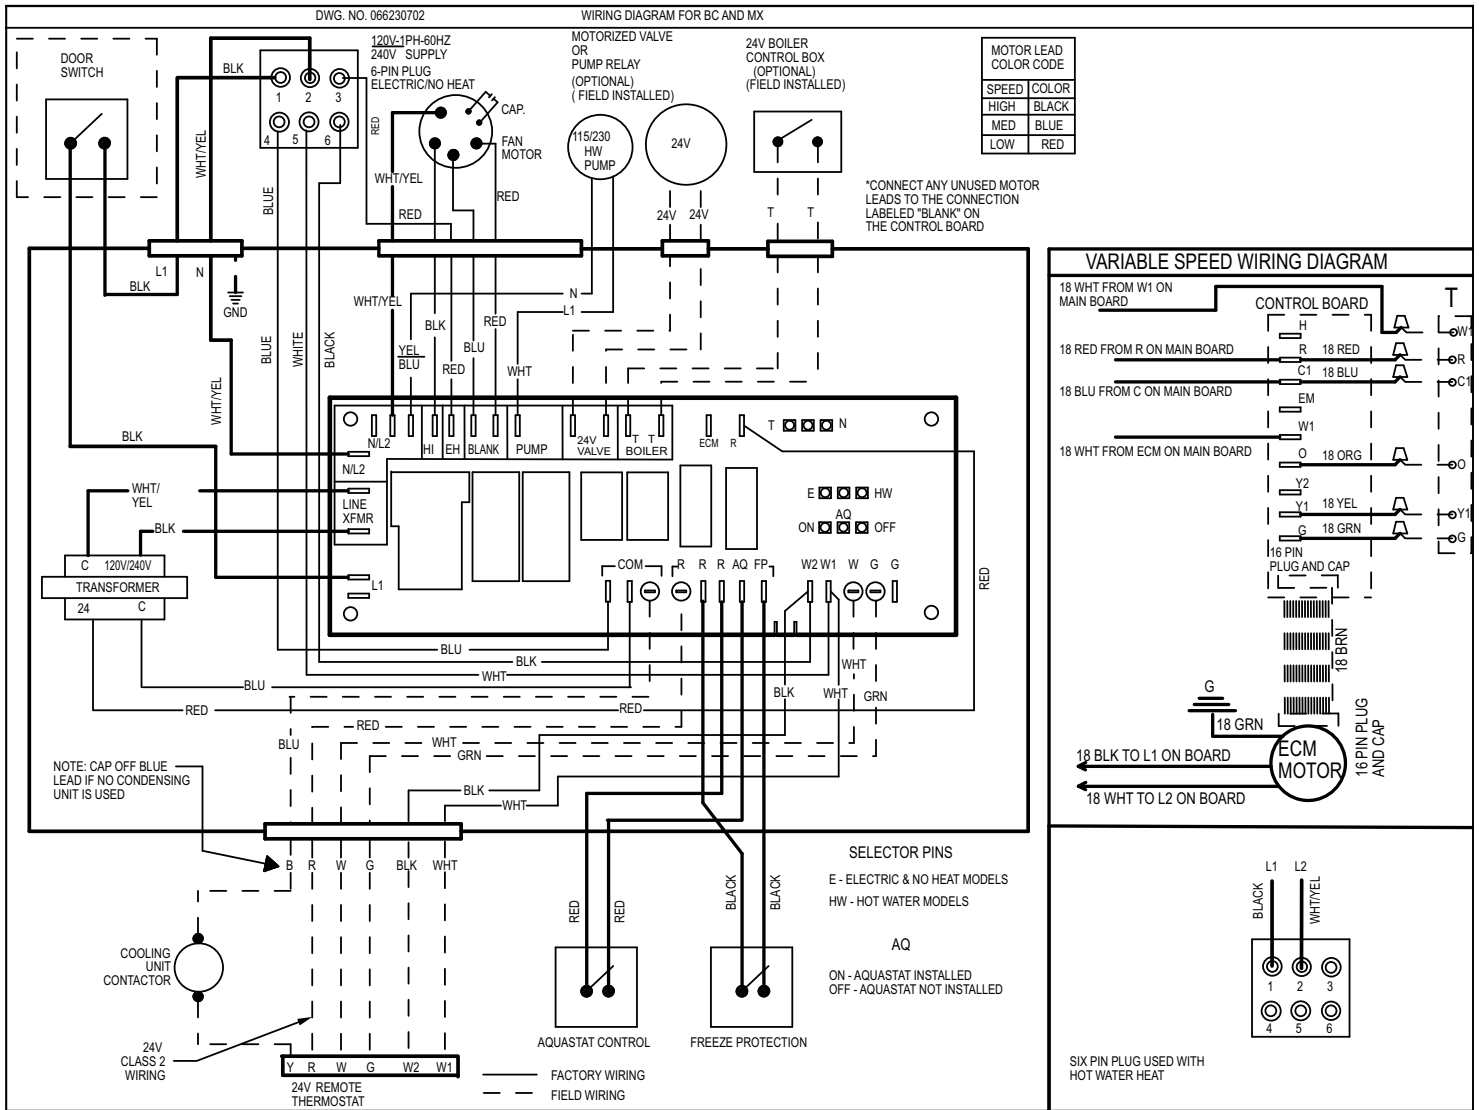 DWG. NO. 066230702
WIRING DIAGRAM FOR BC AND MX
DOOR
SWITCH
BLK
WHT/YEL
1
2
3
4
5
6
RED
BLUE
120V-1PH-60HZ
240V SUPPLY
6-PIN PLUG
ELECTRIC/NO HEAT
CAP.
FAN
MOTOR
WHT/YEL
RED
RED
MOTORIZED VALVE
OR
PUMP RELAY
(OPTIONAL)
( FIELD INSTALLED)
115/230
HW
PUMP
24V
24V
24V
24V BOILER
CONTROL BOX
(OPTIONAL)
(FIELD INSTALLED)
T
T
MOTOR LEAD
COLOR CODE
SPEED COLOR
HIGH BLACK
MED BLUE
LOW RED
*CONNECT ANY UNUSED MOTOR
LEADS TO THE CONNECTION
LABELED "BLANK" ON
THE CONTROL BOARD
L1
N
BLK
GND
BLUE
WHITE
BLACK
WHT/YEL
WHT/YEL
YEL
BLU
BLK
RED
BLU
RED
WHT
N
L1
BLK
N/L2
N/L2
HI
EH
BLANK
PUMP
24V
VALVE
T T
BOILER
ECM
R
T
N
LINE
XFMR
L1
E
HW
AQ
ON
OFF
COM
R
R
R
AQ
FP
W2
W1
W
G
G
RED
WHT/
YEL
BLK
C
120V/240V
TRANSFORMER
24
C
BLU
BLK
WHT
BLU
RED
RED
BLK
WHT
WHT
GRN
BLU
RED
WHT
GRN
BLK
WHT
NOTE: CAP OFF BLUE
LEAD IF NO CONDENSING
UNIT IS USED
B
R
W
G
BLK
WHT
COOLING
UNIT
CONTACTOR
24V
CLASS 2
WIRING
Y
R
W
G
W2
W1
24V REMOTE
THERMOSTAT
FACTORY WIRING
FIELD WIRING
RED
RED
BLACK
BLACK
AQUASTAT CONTROL
FREEZE PROTECTION
SELECTOR PINS
E - ELECTRIC & NO HEAT MODELS
HW - HOT WATER MODELS
AQ
ON - AQUASTAT INSTALLED
OFF - AQUASTAT NOT INSTALLED
VARIABLE SPEED WIRING DIAGRAM
18 WHT FROM W1 ON
MAIN BOARD
CONTROL BOARD
T
H
W1
18 RED FROM R ON MAIN BOARD
R
18 RED
R
18 BLU FROM C ON MAIN BOARD
C1
18 BLU
C1
EM
W1
18 WHT FROM ECM ON MAIN BOARD
O
18 ORG
O
Y2
Y1
18 YEL
Y1
G
18 GRN
G
16 PIN
PLUG AND CAP
18 BRN
G
18 GRN
ECM
MOTOR
16 PIN PLUG
AND CAP
18 BLK TO L1 ON BOARD
18 WHT TO L2 ON BOARD
L1
L2
BLACK
WHT/YEL
1
2
3
4
5
6
SIX PIN PLUG USED WITH
HOT WATER HEAT